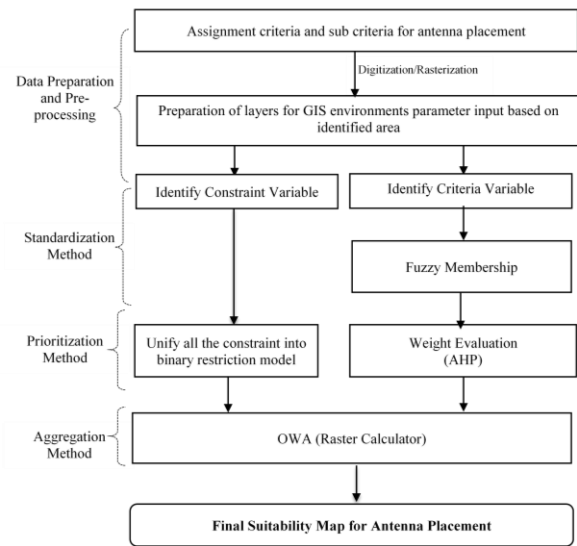 Assignment criteria and sub criteria for antenna placement
Digitization/Rasterization
Data Preparation
and Pre-
processing
Preparation of layers for GIS environments parameter input based on
identified area
Identify Constraint Variable
Identify Criteria Variable
Standardization
Method
Fuzzy Membership
Prioritization
Method
Unify all the constraint into
binary restriction model
Weight Evaluation
(AHP)
Aggregation
Method
OWA (Raster Calculator)
Final Suitability Map for Antenna Placement